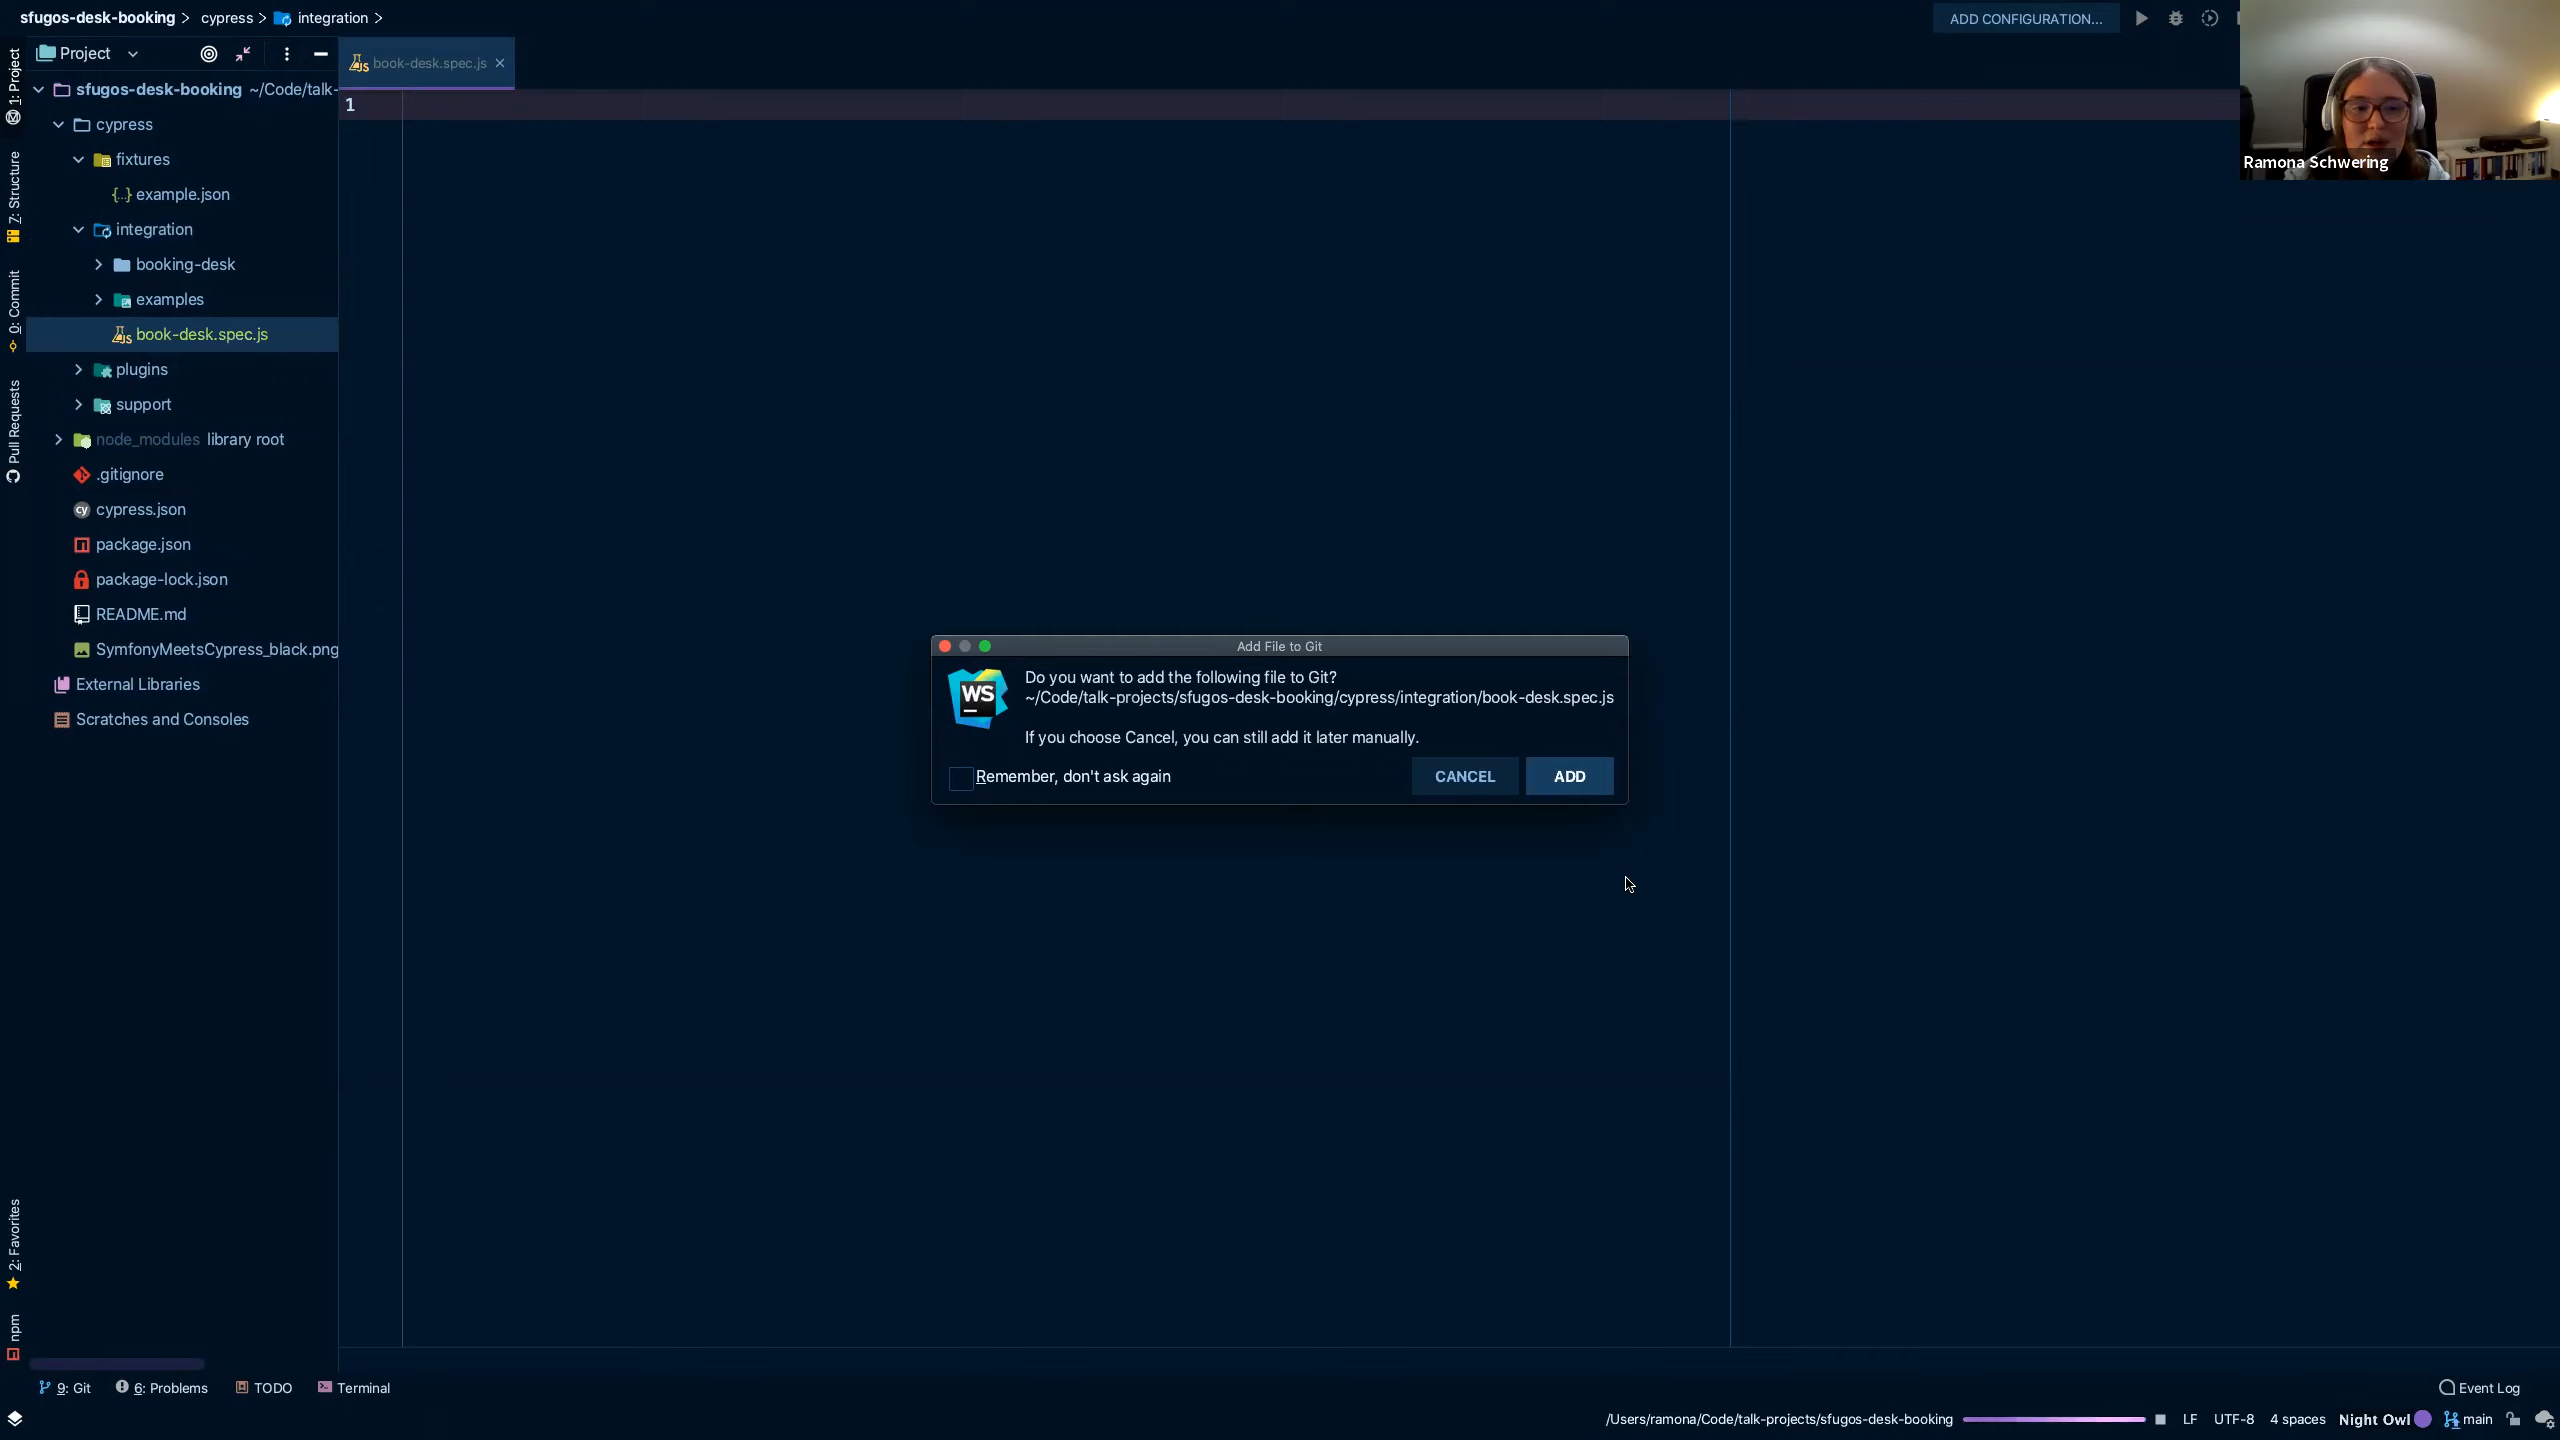 sfugos-desk-booking > cypress > integration >
ADD CONFIGURATION...
Ramona Schwering
1: Project
7: Structure
0: Commit
Pull Requests
2: Favorites
npm
Project
sfugos-desk-booking ~/Code/talk-
cypress
fixtures
{..} example.json
integration
booking-desk
examples
JS book-desk.spec.js
plugins
support
node_modules library root
.gitignore
cy cypress.json
package.json
package-lock.json
README.md
SymfonyMeetsCypress_black.png
External Libraries
Scratches and Consoles
JS book-desk.spec.js
1
Add File to Git
WS
Do you want to add the following file to Git?
~/Code/talk-projects/sfugos-desk-booking/cypress/integration/book-desk.spec.js
If you choose Cancel, you can still add it later manually.
Remember, don't ask again
CANCEL
ADD
9: Git
6: Problems
TODO
Terminal
Event Log
/Users/ramona/Code/talk-projects/sfugos-desk-booking
LF
UTF-8
4 spaces
Night Owl
main